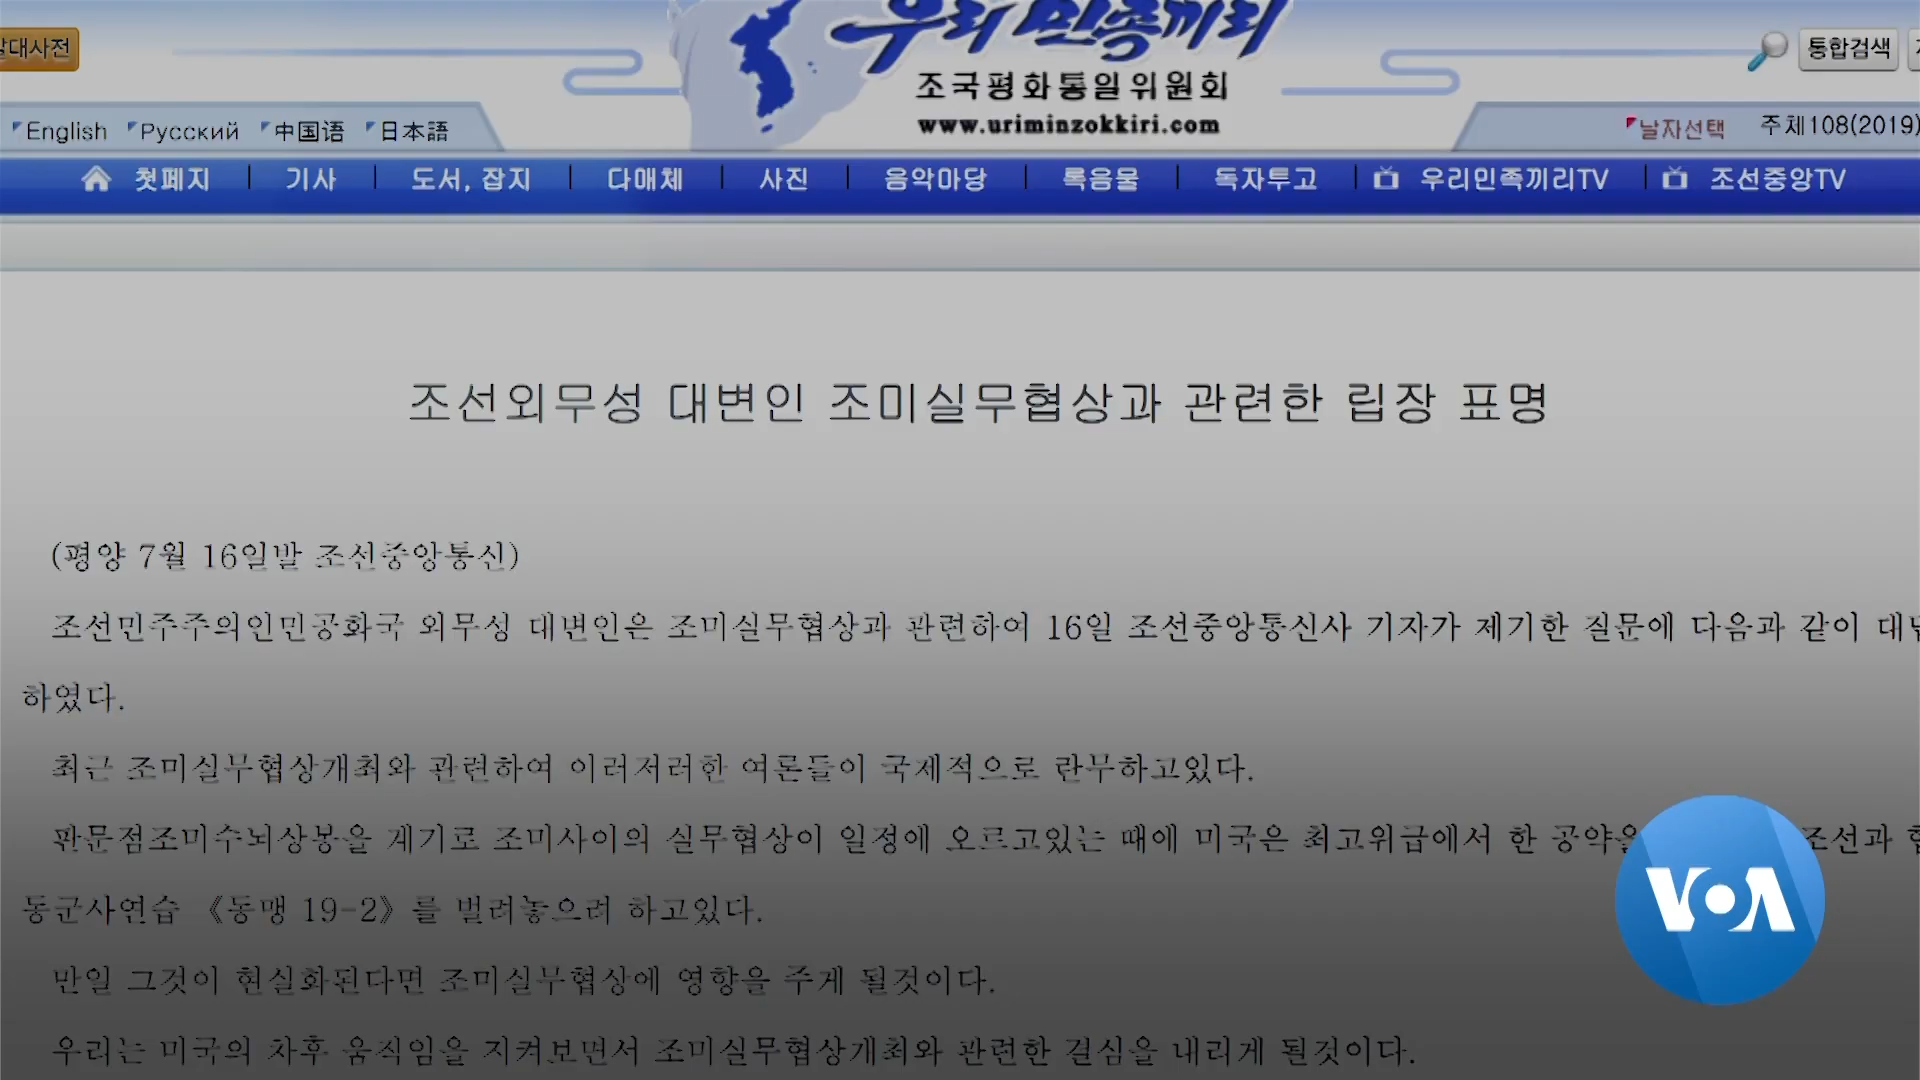 말대사전
우리민족끼리
통합검색
조국평화통일위원회
www.uriminzokkiri.com
English Русский 中国语 日本語
날자선택 주체108(2019)
첫페지 기사 도서, 잡지 다매체 사진 음악마당 록음물 독자투고 우리민족끼리TV 조선중앙TV
조선외무성 대변인 조미실무협상과 관련한 립장 표명
(평양 7월 16일발 조선중앙통신)
조선민주주의인민공화국 외무성 대변인은 조미실무협상과 관련하여 16일 조선중앙통신사 기자가 제기한 질문에 다음과 같이
하였다.
최근 조미실무협상개최와 관련하여 이러저러한 여론들이 국제적으로 란무하고있다.
판문점조미수뇌상봉을 계기로 조미사이의 실무협상이 일정에 오르고있는 때에 미국은 최고위급에서 한 공약을 조선과
동군사연습 《동맹 19-2》를 벌려놓으려 하고있다.
만일 그것이 현실화된다면 조미실무협상에 영향을 주게 될것이다.
우리는 미국의 차후 움직임을 지켜보면서 조미실무협상개최와 관련한 결심을 내리게 될것이다.
VOA